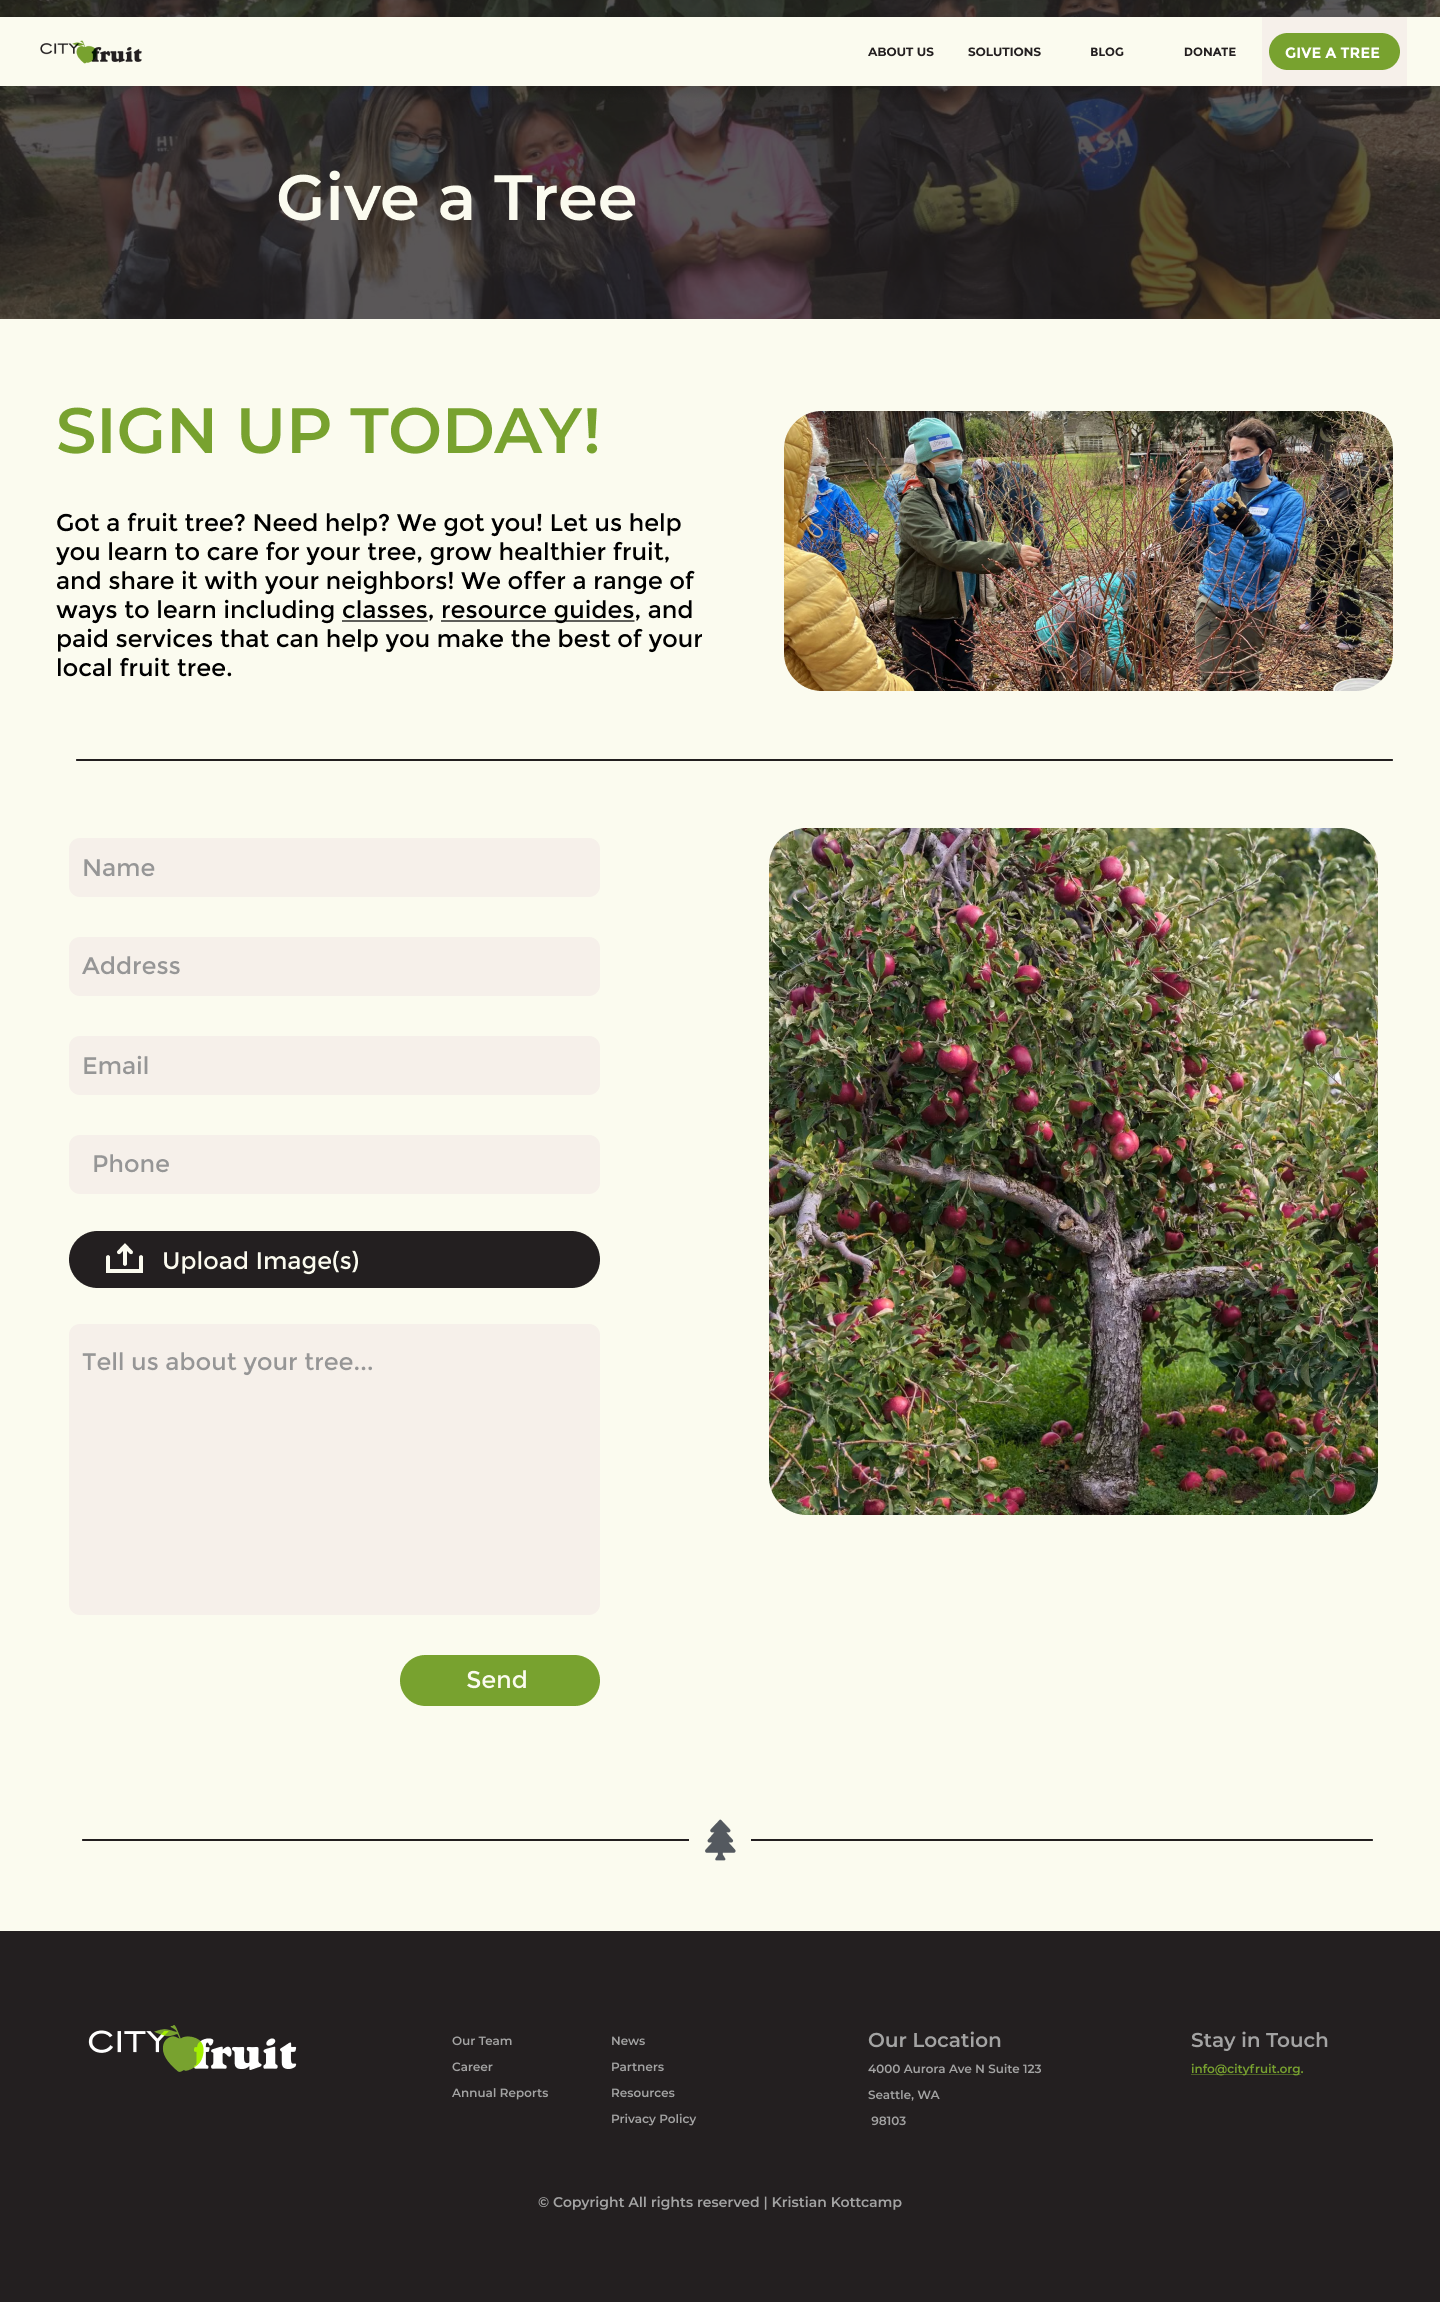 CITY fruit
ABOUT US
SOLUTIONS
BLOG
DONATE
GIVE A TREE
NASA
Give a Tree
SIGN UP TODAY!
Got a fruit tree? Need help? We got you! Let us help
you learn to care for your tree, grow healthier fruit,
and share it with your neighbors! We offer a range of
ways to learn including classes, resource guides, and
paid services that can help you make the best of your
local fruit tree.
Name
Address
Email
Phone
Upload Image(s)
Tell us about your tree...
Send
CITY fruit
Our Team
Career
Annual Reports
News
Partners
Resources
Privacy Policy
Our Location
4000 Aurora Ave N Suite 123
Seattle, WA
98103
Stay in Touch
info@cityfruit.org.
© Copyright All rights reserved | Kristian Kottcamp